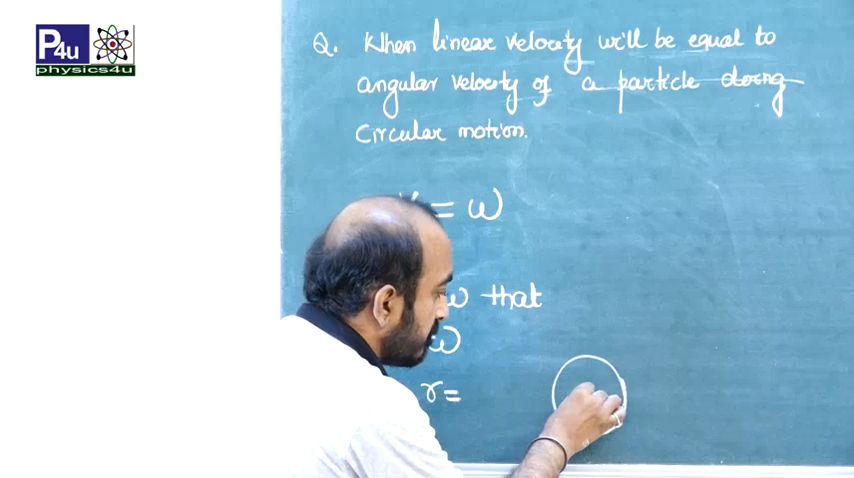 P4u
physics4u
Q. When linear velocity will be equal to
angular velocity of a particle doing
Circular motion.
= ω
ω that
ω
r =